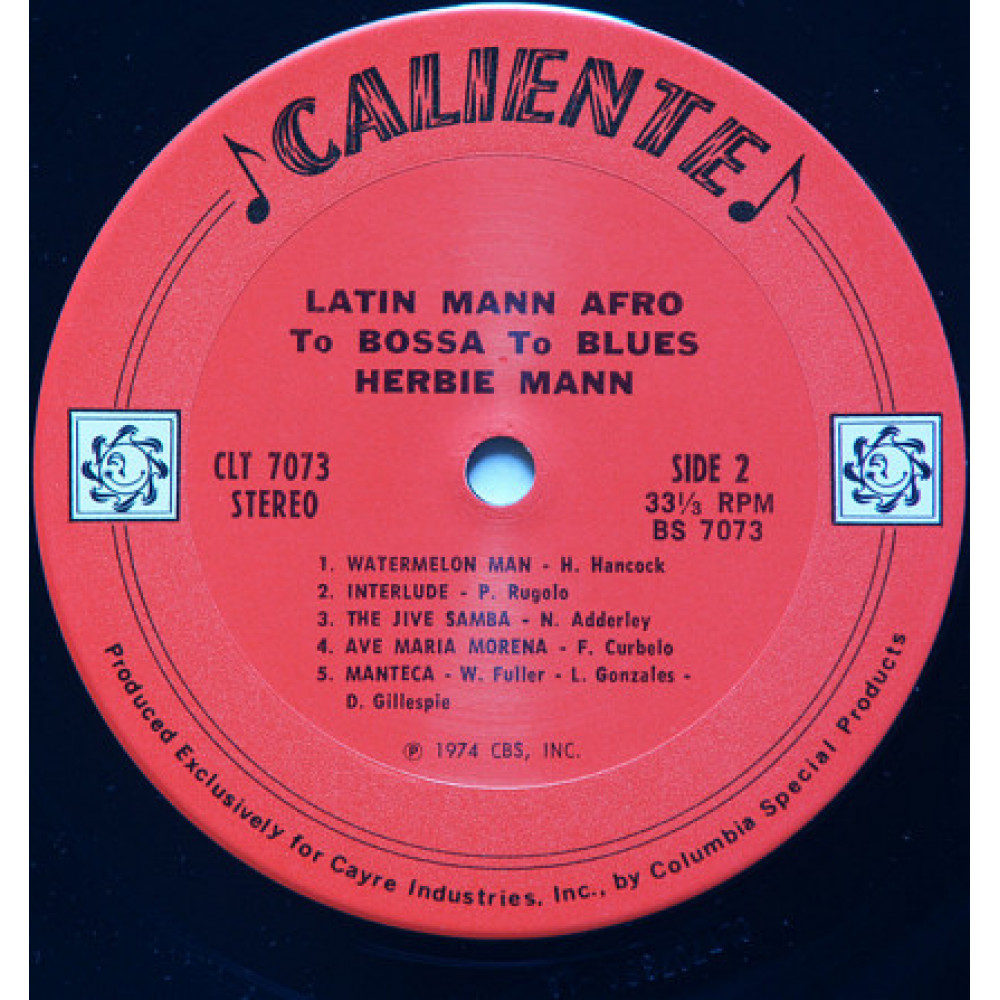 CALIENTE
LATIN MANN AFRO
To BOSSA To BLUES
HERBIE MANN
CLT 7073
STEREO
SIDE 2
33⅓ RPM
BS 7073
1. WATERMELON MAN - H. Hancock
2. INTERLUDE - P. Rugolo
3. THE JIVE SAMBA - N. Adderley
4. AVE MARIA MORENA - F. Curbelo
5. MANTECA - W. Fuller - L. Gonzales -
D. Gillespie
℗ 1974 CBS, INC.
Produced Exclusively for Cayre Industries, Inc., by Columbia Special Products